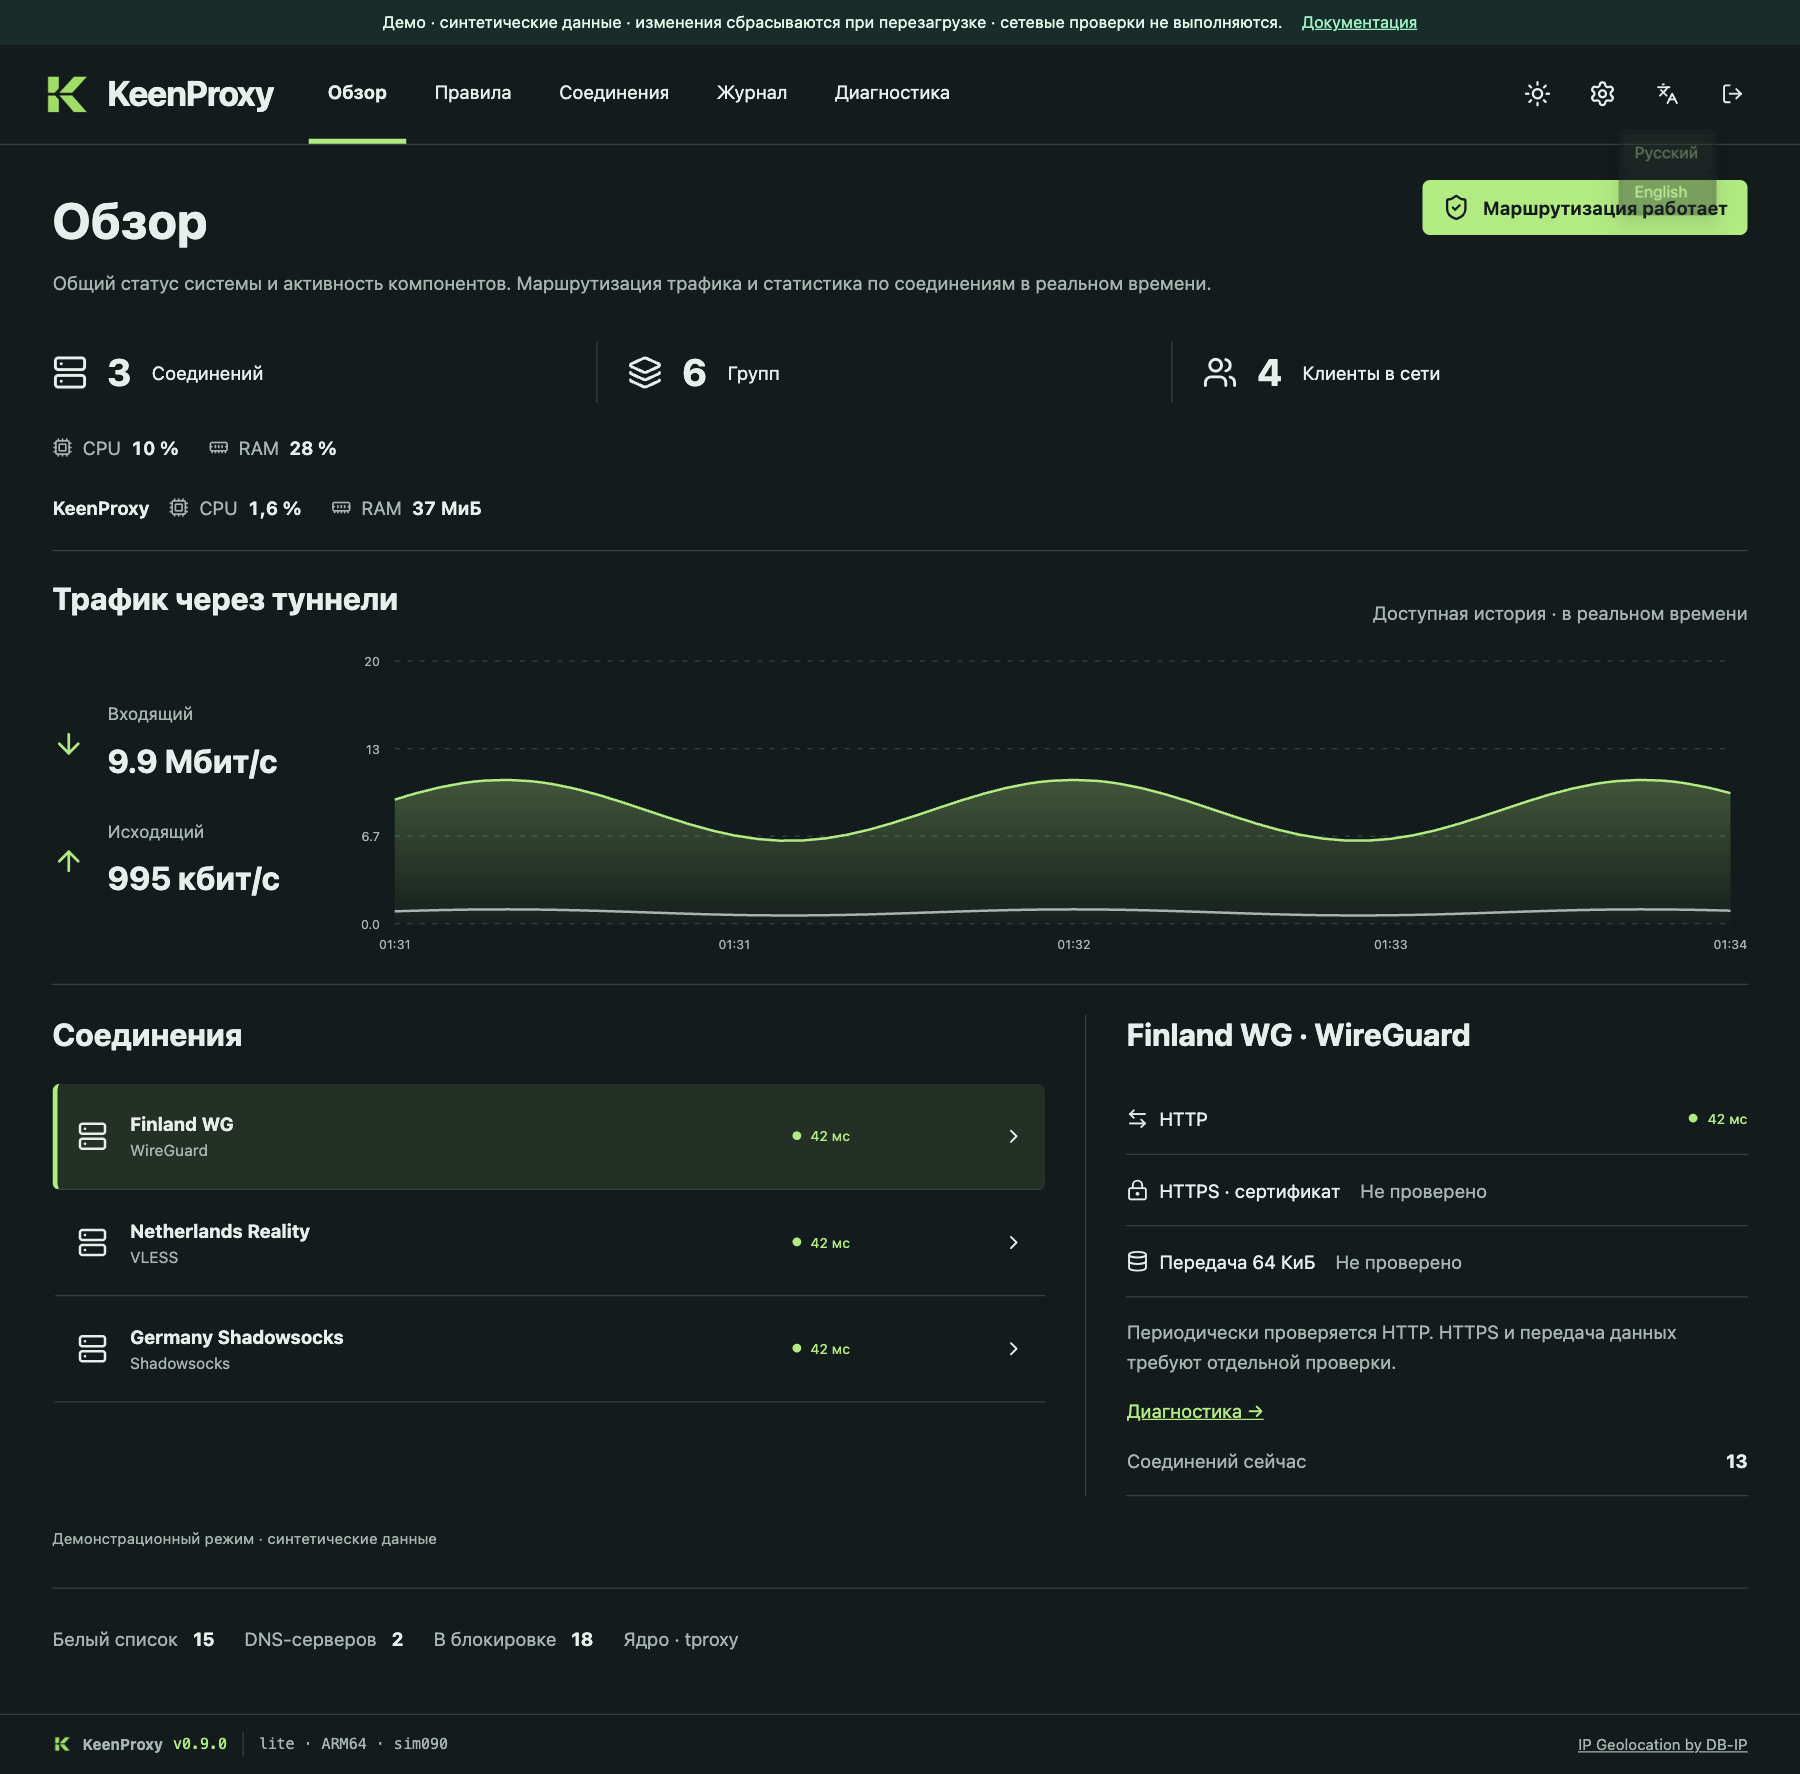 Демо · синтетические данные · изменения сбрасываются при перезагрузке · сетевые проверки не выполняются. Документация
KeenProxy Обзор Правила Соединения Журнал Диагностика
Русский
English
Обзор
Маршрутизация работает
Общий статус системы и активность компонентов. Маршрутизация трафика и статистика по соединениям в реальном времени.
3 Соединений
6 Групп
4 Клиенты в сети
CPU 10 % RAM 28 %
KeenProxy CPU 1,6 % RAM 37 МиБ
Трафик через туннели
Доступная история · в реальном времени
Входящий
9.9 Мбит/с
Исходящий
995 кбит/с
20
13
6.7
0.0
01:31 01:31 01:32 01:33 01:34
Соединения
Finland WG
WireGuard
42 мс
Netherlands Reality
VLESS
42 мс
Germany Shadowsocks
Shadowsocks
42 мс
Finland WG · WireGuard
HTTP 42 мс
HTTPS · сертификат Не проверено
Передача 64 КиБ Не проверено
Периодически проверяется HTTP. HTTPS и передача данных
требуют отдельной проверки.
Диагностика →
Соединений сейчас 13
Демонстрационный режим · синтетические данные
Белый список 15 DNS-серверов 2 В блокировке 18 Ядро · tproxy
KeenProxy v0.9.0 lite · ARM64 · sim090
IP Geolocation by DB-IP